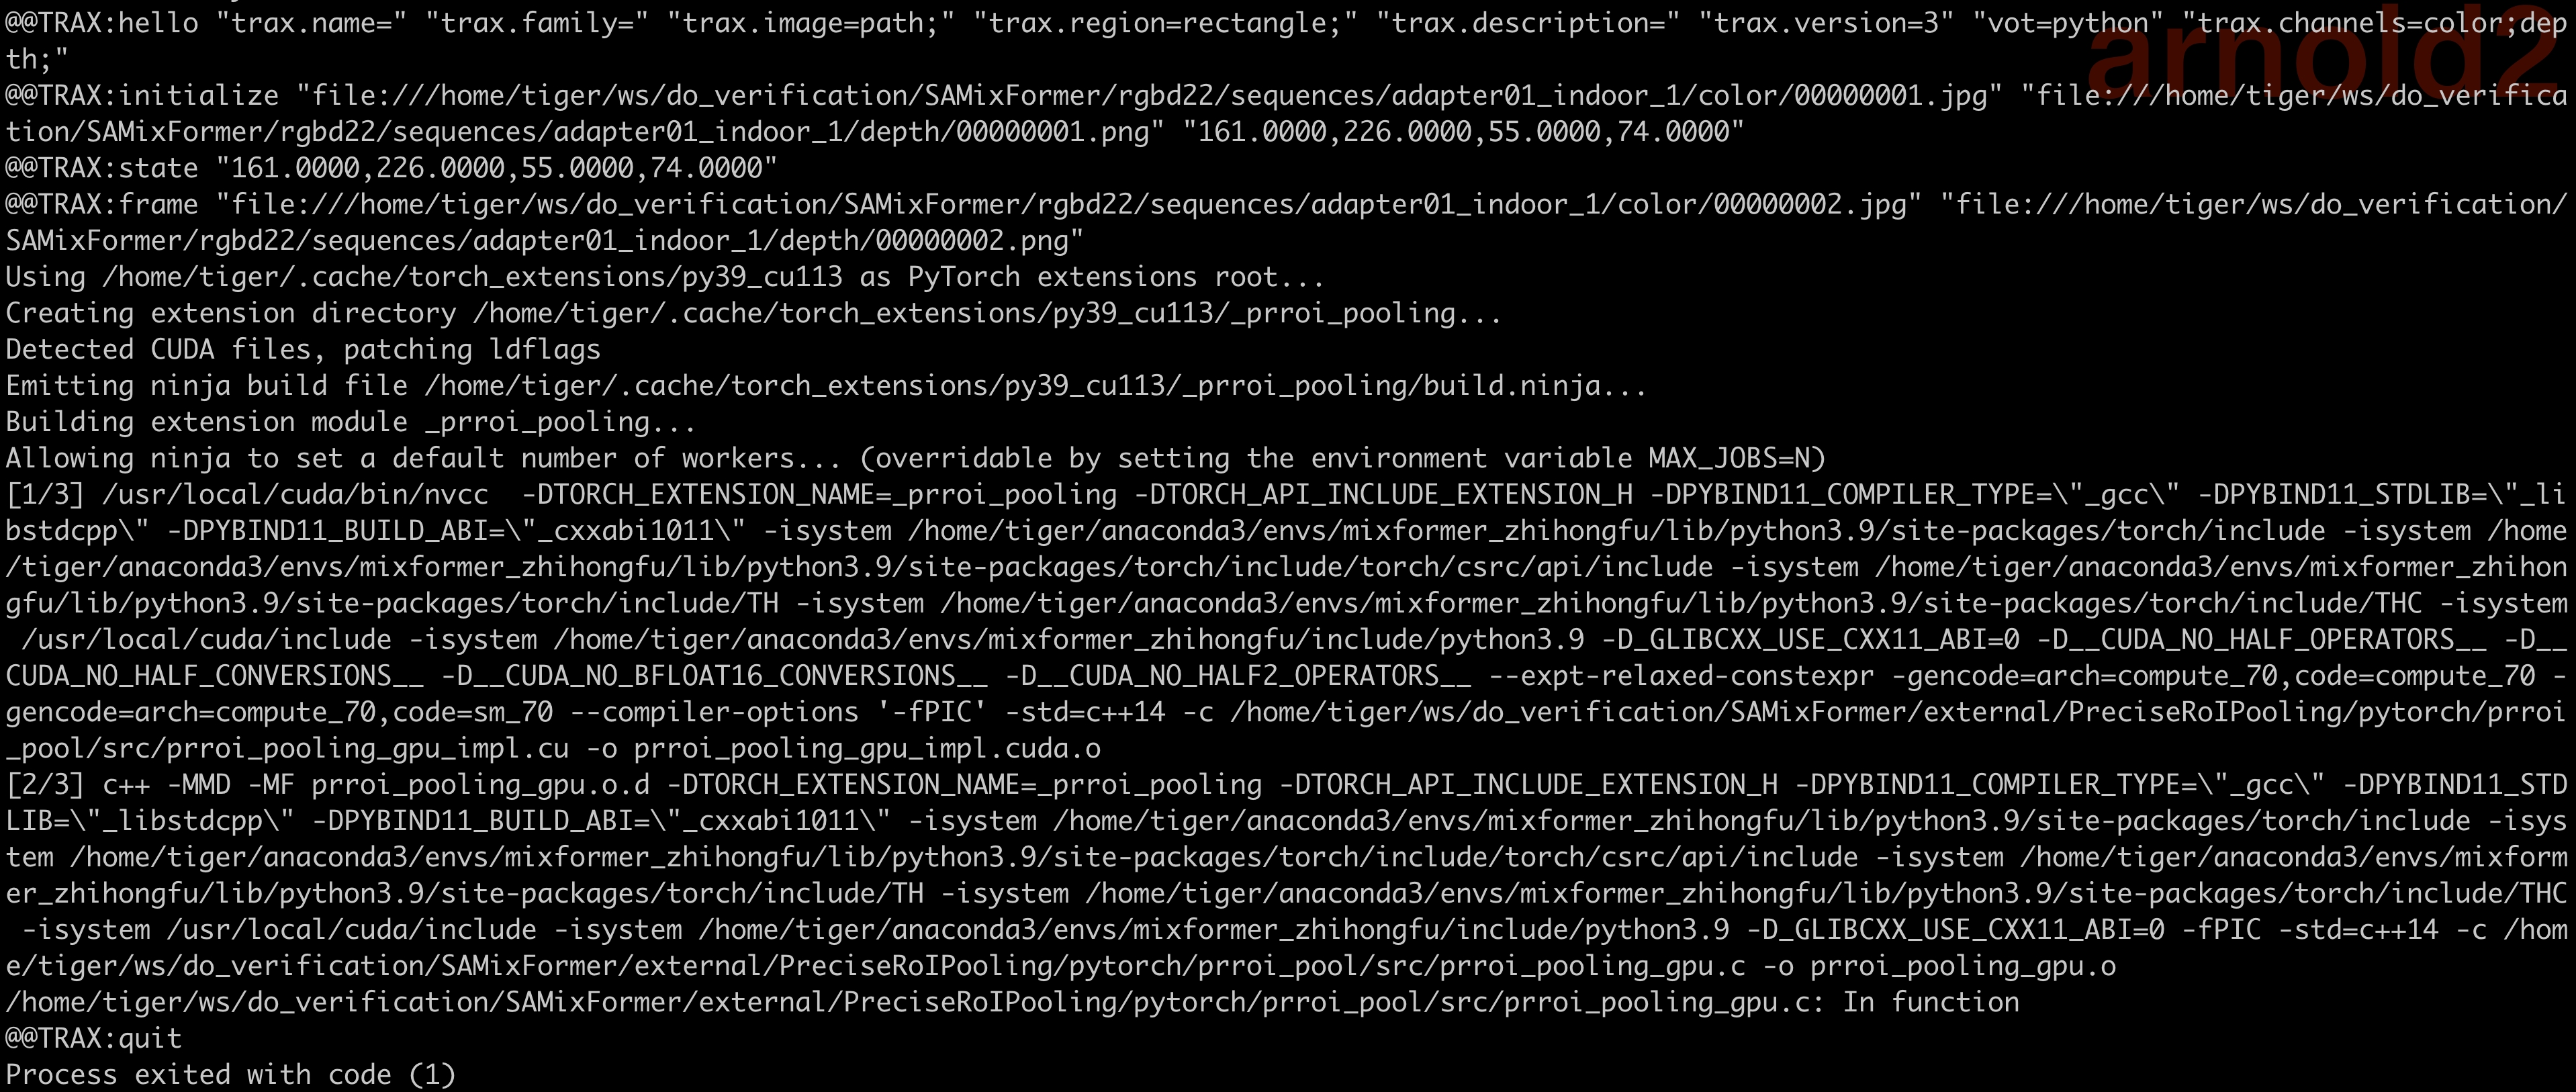 @@TRAX:hello "trax.name=" "trax.family=" "trax.image=path;" "trax.region=rectangle;" "trax.description=" "trax.version=3" "vot=python" "trax.channels=color;dep
th;"
arnold2
@@TRAX:initialize "file:///home/tiger/ws/do_verification/SAMixFormer/rgbd22/sequences/adapter01_indoor_1/color/00000001.jpg" "file:///home/tiger/ws/do_verifica
tion/SAMixFormer/rgbd22/sequences/adapter01_indoor_1/depth/00000001.png" "161.0000,226.0000,55.0000,74.0000"
@@TRAX:state "161.0000,226.0000,55.0000,74.0000"
@@TRAX:frame "file:///home/tiger/ws/do_verification/SAMixFormer/rgbd22/sequences/adapter01_indoor_1/color/00000002.jpg" "file:///home/tiger/ws/do_verification/
SAMixFormer/rgbd22/sequences/adapter01_indoor_1/depth/00000002.png"
Using /home/tiger/.cache/torch_extensions/py39_cu113 as PyTorch extensions root...
Creating extension directory /home/tiger/.cache/torch_extensions/py39_cu113/_prroi_pooling...
Detected CUDA files, patching ldflags
Emitting ninja build file /home/tiger/.cache/torch_extensions/py39_cu113/_prroi_pooling/build.ninja...
Building extension module _prroi_pooling...
Allowing ninja to set a default number of workers... (overridable by setting the environment variable MAX_JOBS=N)
[1/3] /usr/local/cuda/bin/nvcc  -DTORCH_EXTENSION_NAME=_prroi_pooling -DTORCH_API_INCLUDE_EXTENSION_H -DPYBIND11_COMPILER_TYPE=\"_gcc\" -DPYBIND11_STDLIB=\"_li
bstdcpp\" -DPYBIND11_BUILD_ABI=\"_cxxabi1011\" -isystem /home/tiger/anaconda3/envs/mixformer_zhihongfu/lib/python3.9/site-packages/torch/include -isystem /home
/tiger/anaconda3/envs/mixformer_zhihongfu/lib/python3.9/site-packages/torch/include/torch/csrc/api/include -isystem /home/tiger/anaconda3/envs/mixformer_zhihon
gfu/lib/python3.9/site-packages/torch/include/TH -isystem /home/tiger/anaconda3/envs/mixformer_zhihongfu/lib/python3.9/site-packages/torch/include/THC -isystem
 /usr/local/cuda/include -isystem /home/tiger/anaconda3/envs/mixformer_zhihongfu/include/python3.9 -D_GLIBCXX_USE_CXX11_ABI=0 -D__CUDA_NO_HALF_OPERATORS__ -D__
CUDA_NO_HALF_CONVERSIONS__ -D__CUDA_NO_BFLOAT16_CONVERSIONS__ -D__CUDA_NO_HALF2_OPERATORS__ --expt-relaxed-constexpr -gencode=arch=compute_70,code=compute_70 -
gencode=arch=compute_70,code=sm_70 --compiler-options '-fPIC' -std=c++14 -c /home/tiger/ws/do_verification/SAMixFormer/external/PreciseRoIPooling/pytorch/prroi
_pool/src/prroi_pooling_gpu_impl.cu -o prroi_pooling_gpu_impl.cuda.o
[2/3] c++ -MMD -MF prroi_pooling_gpu.o.d -DTORCH_EXTENSION_NAME=_prroi_pooling -DTORCH_API_INCLUDE_EXTENSION_H -DPYBIND11_COMPILER_TYPE=\"_gcc\" -DPYBIND11_STD
LIB=\"_libstdcpp\" -DPYBIND11_BUILD_ABI=\"_cxxabi1011\" -isystem /home/tiger/anaconda3/envs/mixformer_zhihongfu/lib/python3.9/site-packages/torch/include -isys
tem /home/tiger/anaconda3/envs/mixformer_zhihongfu/lib/python3.9/site-packages/torch/include/torch/csrc/api/include -isystem /home/tiger/anaconda3/envs/mixform
er_zhihongfu/lib/python3.9/site-packages/torch/include/TH -isystem /home/tiger/anaconda3/envs/mixformer_zhihongfu/lib/python3.9/site-packages/torch/include/THC
 -isystem /usr/local/cuda/include -isystem /home/tiger/anaconda3/envs/mixformer_zhihongfu/include/python3.9 -D_GLIBCXX_USE_CXX11_ABI=0 -fPIC -std=c++14 -c /hom
e/tiger/ws/do_verification/SAMixFormer/external/PreciseRoIPooling/pytorch/prroi_pool/src/prroi_pooling_gpu.c -o prroi_pooling_gpu.o
/home/tiger/ws/do_verification/SAMixFormer/external/PreciseRoIPooling/pytorch/prroi_pool/src/prroi_pooling_gpu.c: In function
@@TRAX:quit
Process exited with code (1)